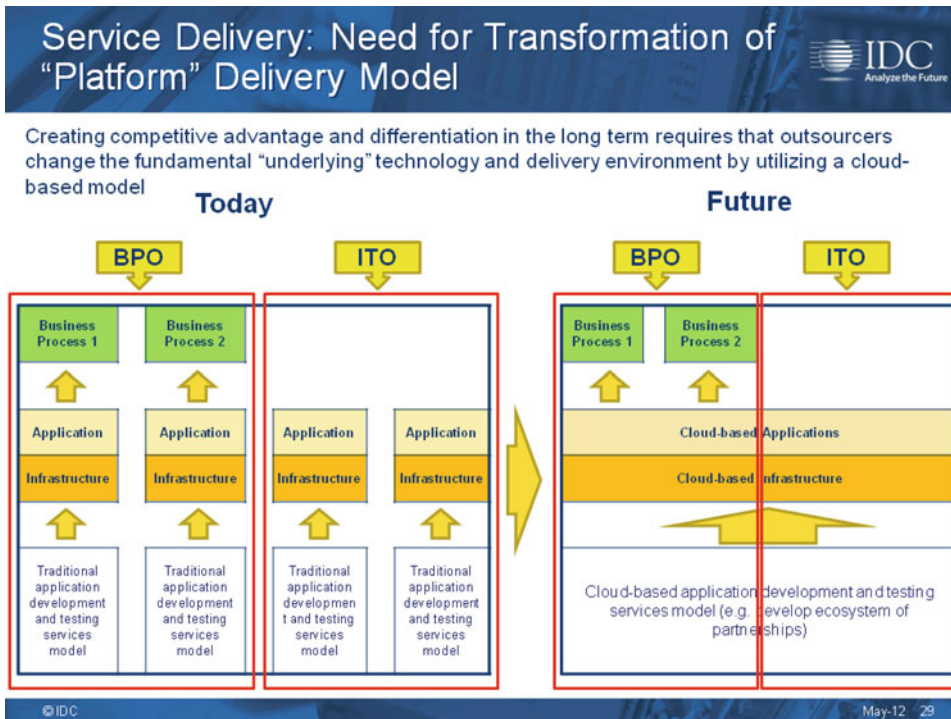 Service Delivery: Need for Transformation of
“Platform” Delivery Model
IDC
Analyze the Future
Creating competitive advantage and differentiation in the long term requires that outsourcers
change the fundamental “underlying” technology and delivery environment by utilizing a cloud-
based model
Today
Future
BPO
ITO
BPO
ITO
Business
Process 1
Business
Process 2
Business
Process 1
Business
Process 2
Application
Application
Application
Application
Cloud-based Applications
Infrastructure
Infrastructure
Infrastructure
Infrastructure
Cloud-based Infrastructure
Traditional
application
development
and testing
services
model
Traditional
application
development
and testing
services
model
Traditional
application
developmen
t and testing
services
model
Traditional
application
development
and testing
services
model
Cloud-based application development and testing
services model (e.g. develop ecosystem of
partnerships)
© IDC
May-12 29